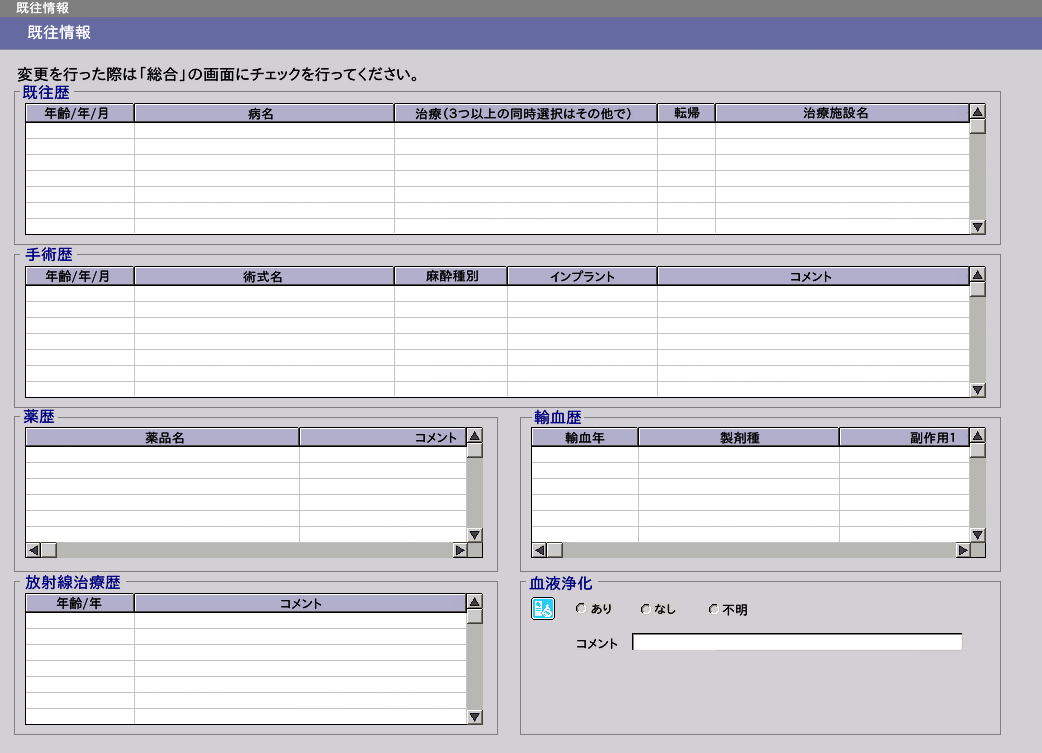 既往情報
既往情報
変更を行った際は「総合」の画面にチェックを行ってください。
既往歴
年齢/年/月 病名 治療(3つ以上の同時選択はその他で) 転帰 治療施設名
手術歴
年齢/年/月 術式名 麻酔種別 インプラント コメント
薬歴
薬品名 コメント
輸血歴
輸血年 製剤種 副作用1
放射線治療歴
年齢/年 コメント
血液浄化
あり なし 不明
コメント